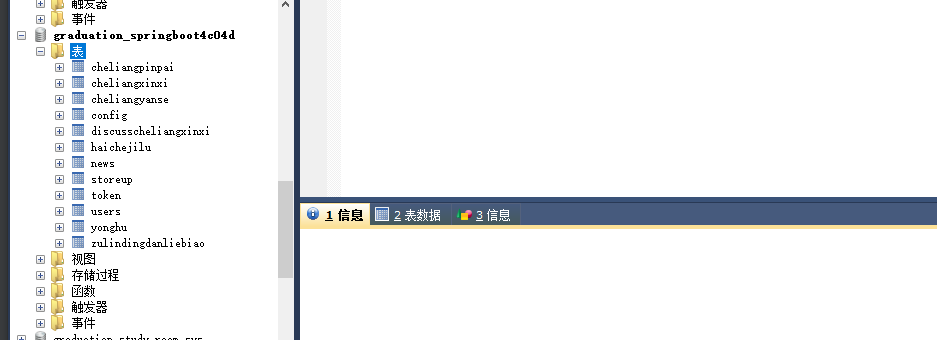 触发器
事件
graduation_springboot4c04d
表
cheliangpinpai
cheliangxinxi
cheliangyanse
config
discusscheliangxinxi
haichejilu
news
storeup
token
users
yonghu
zulindingdanliebiao
视图
存储过程
函数
触发器
事件
graduation_study_room_sys
1 信息 2 表数据 3 信息